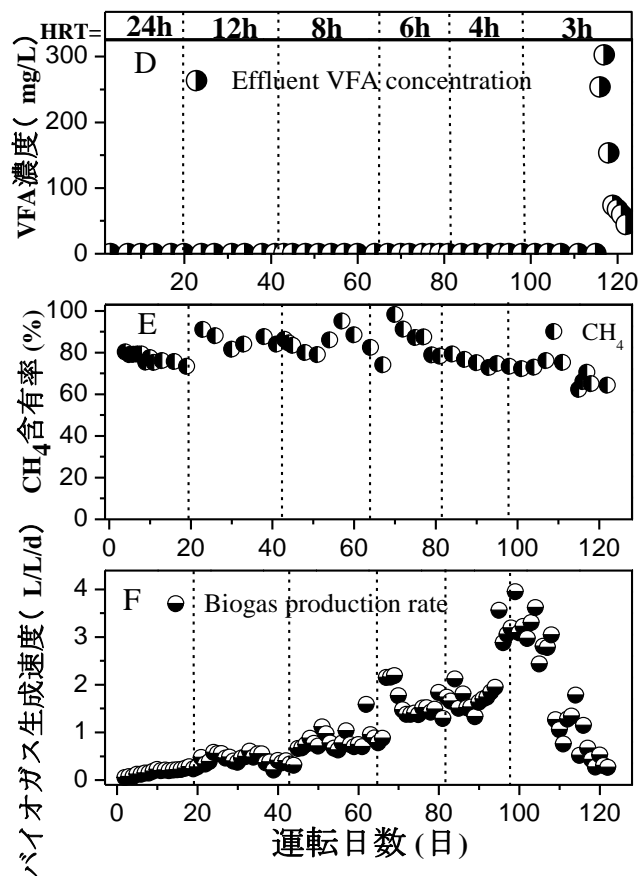 HRT= 24h 12h 8h 6h 4h 3h
D Effluent VFA concentration
VFA濃度( mg/L)
300
200
100
0
20 40 60 80 100 120
E CH4
CH4含有率 (%)
100
80
60
40
20
0
0 20 40 60 80 100 120
F Biogas production rate
バイオガス生成速度( L/L/d)
4
3
2
1
0
0 20 40 60 80 100 120
運転日数 (日)